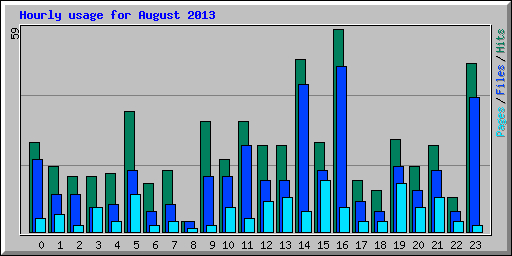 Hourly usage for August 2013
59
Pages/Files/Hits
0 1 2 3 4 5 6 7 8 9 10 11 12 13 14 15 16 17 18 19 20 21 22 23